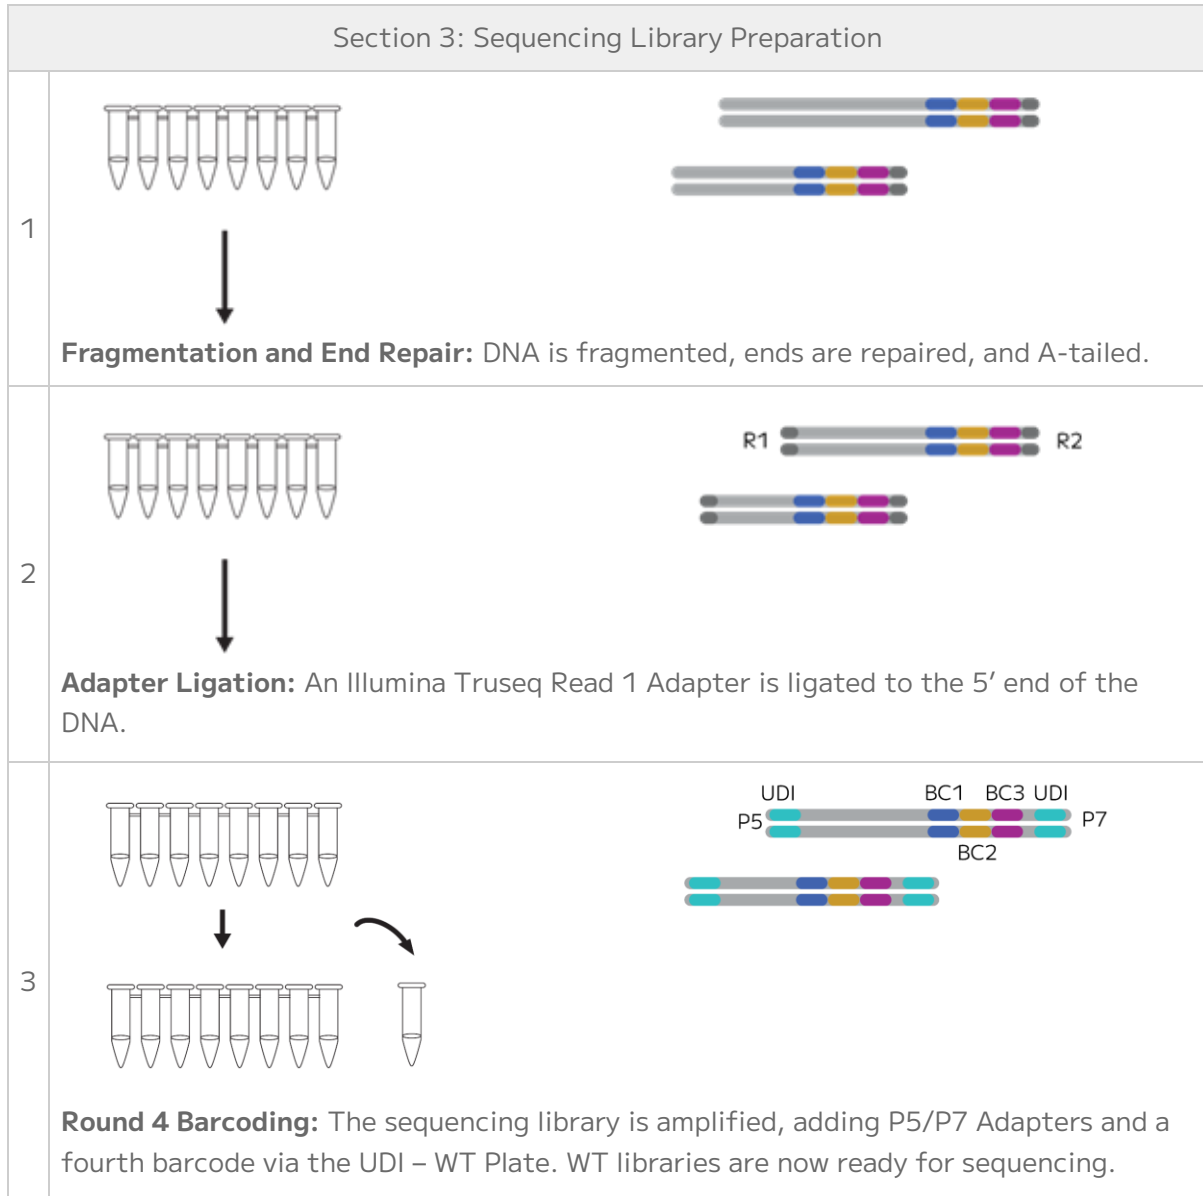 Section 3: Sequencing Library Preparation
1
Fragmentation and End Repair: DNA is fragmented, ends are repaired, and A-tailed.
R1
R2
2
Adapter Ligation: An Illumina Truseq Read 1 Adapter is ligated to the 5’ end of the
DNA.
UDI
BC1
BC3
UDI
P5
P7
BC2
3
Round 4 Barcoding: The sequencing library is amplified, adding P5/P7 Adapters and a
fourth barcode via the UDI – WT Plate. WT libraries are now ready for sequencing.